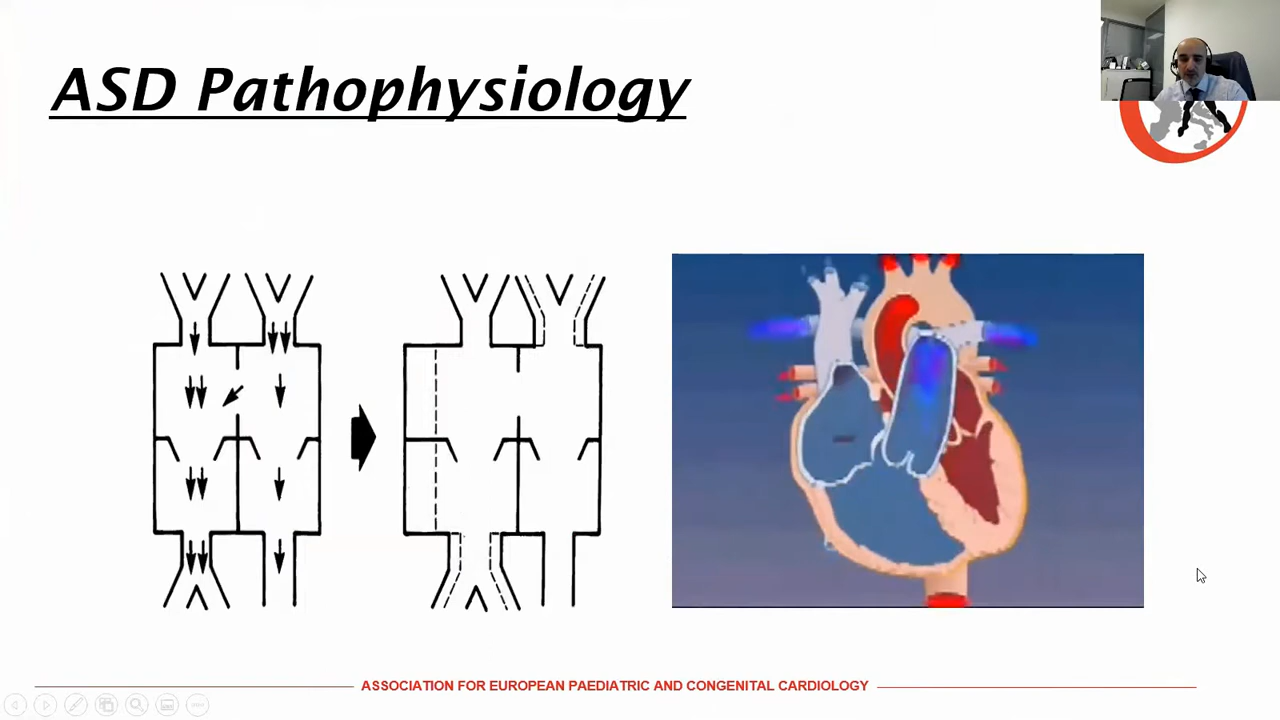 ASD Pathophysiology
ASSOCIATION FOR EUROPEAN PAEDIATRIC AND CONGENITAL CARDIOLOGY